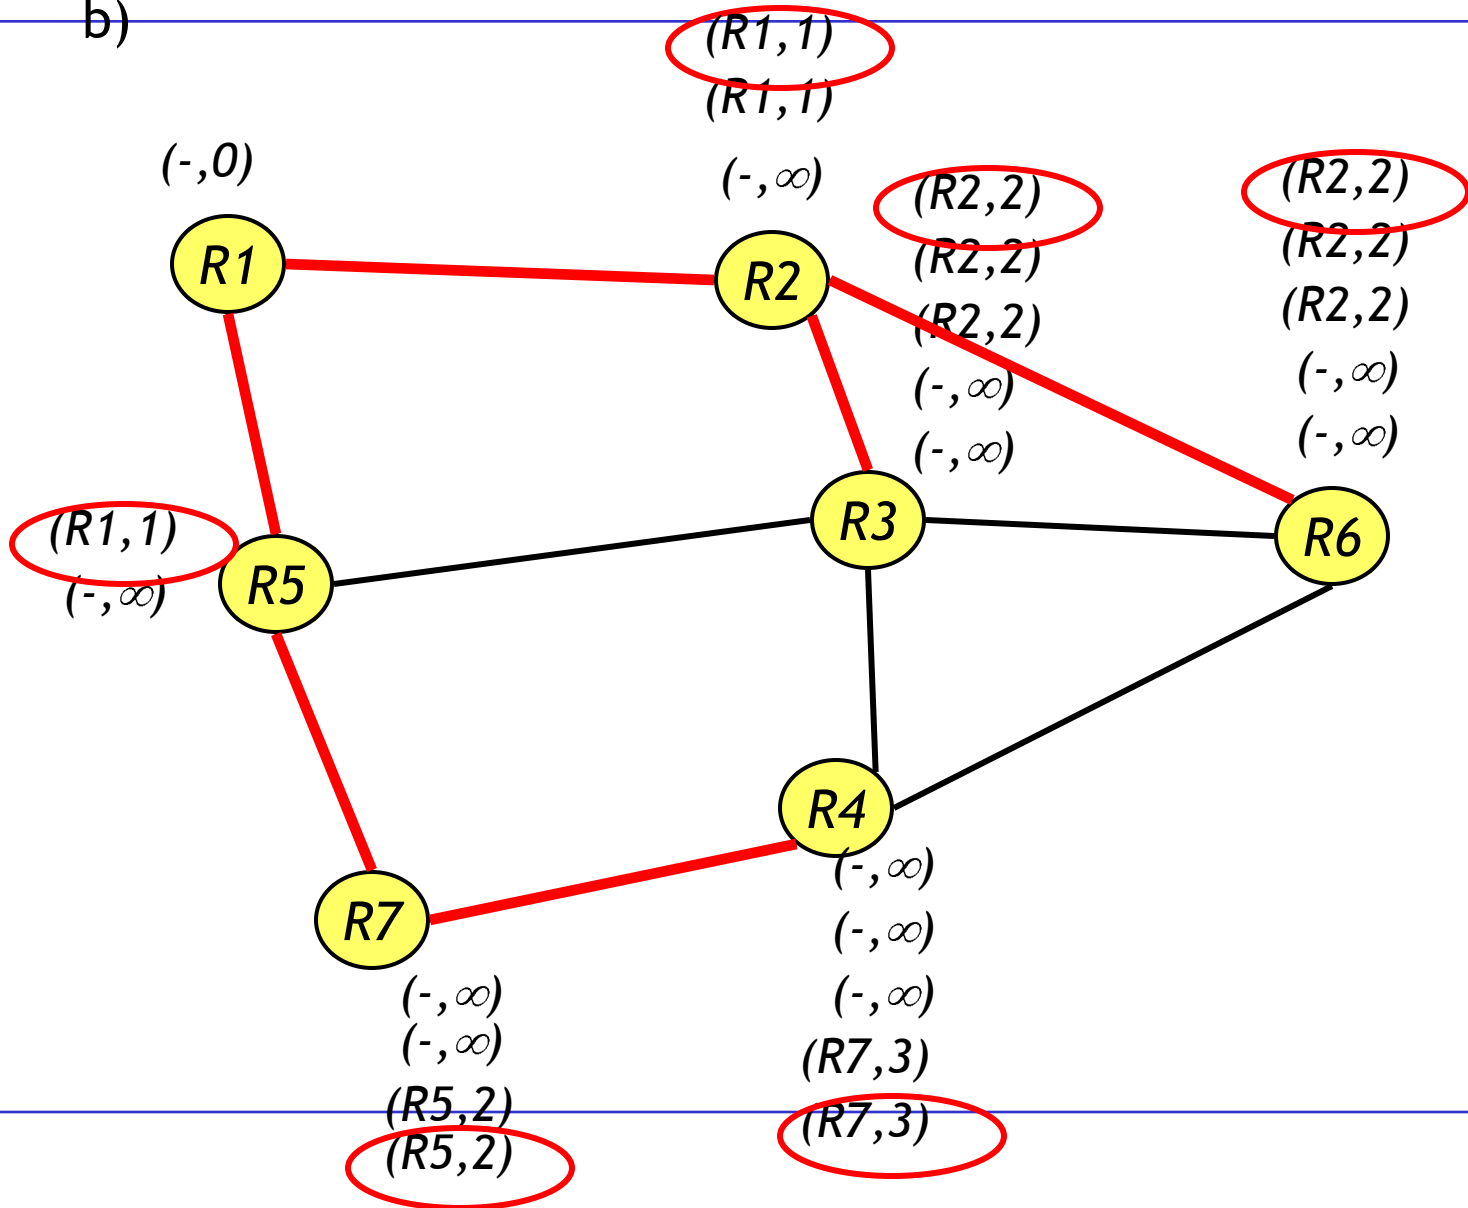 b)
(R1,1)
(R1,1)
(-,∞)
(-,0)
R1
R2
(R2,2)
(R2,2)
(R2,2)
(-,∞)
(-,∞)
(R2,2)
(R2,2)
(R2,2)
(-,∞)
(-,∞)
R3
R6
(R1,1)
(-,∞)
R5
R4
(-,∞)
(-,∞)
(-,∞)
(R7,3)
(R7,3)
R7
(-,∞)
(-,∞)
(R5,2)
(R5,2)